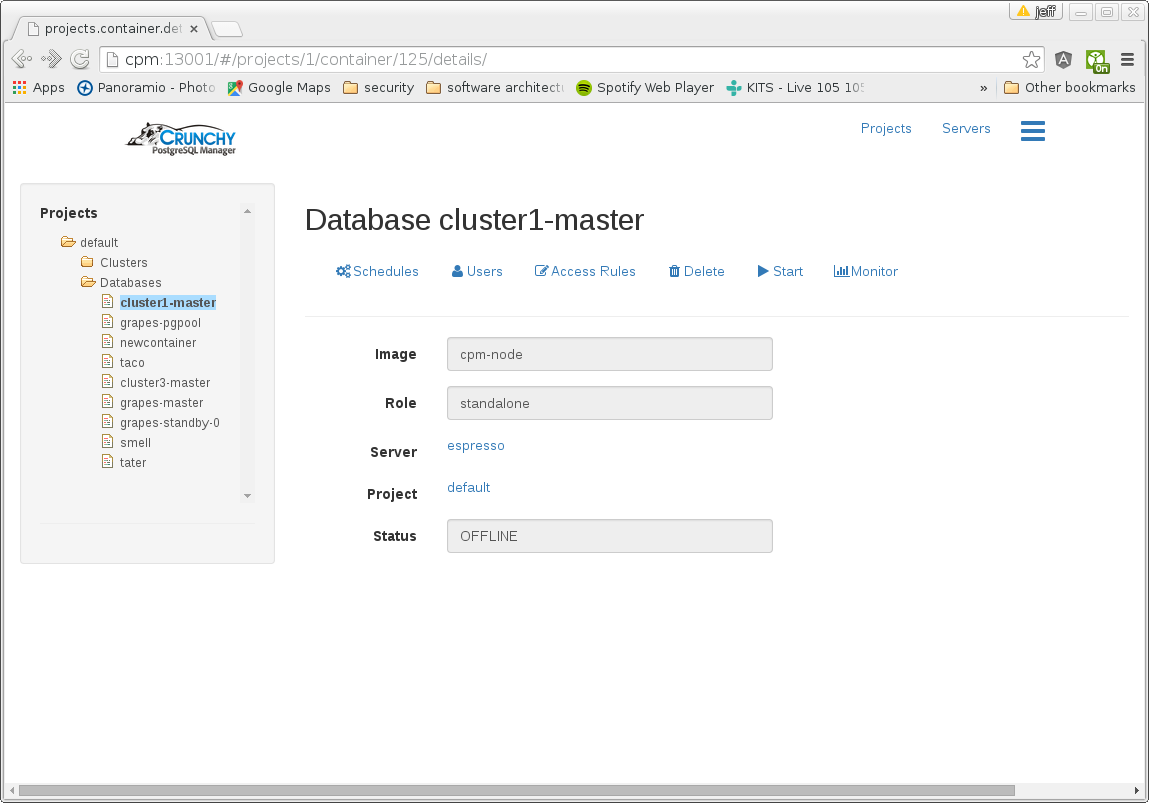 jeff
projects.container.det
cpm:13001/#/projects/1/container/125/details/
On
Apps Panoramio - Photo Google Maps security software architectu Spotify Web Player KITS - Live 105 105 » Other bookmarks
CRUNCHY
PostgreSQL Manager
Projects Servers
Projects
default
Clusters
Databases
cluster1-master
grapes-pgpool
newcontainer
taco
cluster3-master
grapes-master
grapes-standby-0
smell
tater
Database cluster1-master
Schedules Users Access Rules Delete Start Monitor
Image cpm-node
Role standalone
Server espresso
Project default
Status OFFLINE